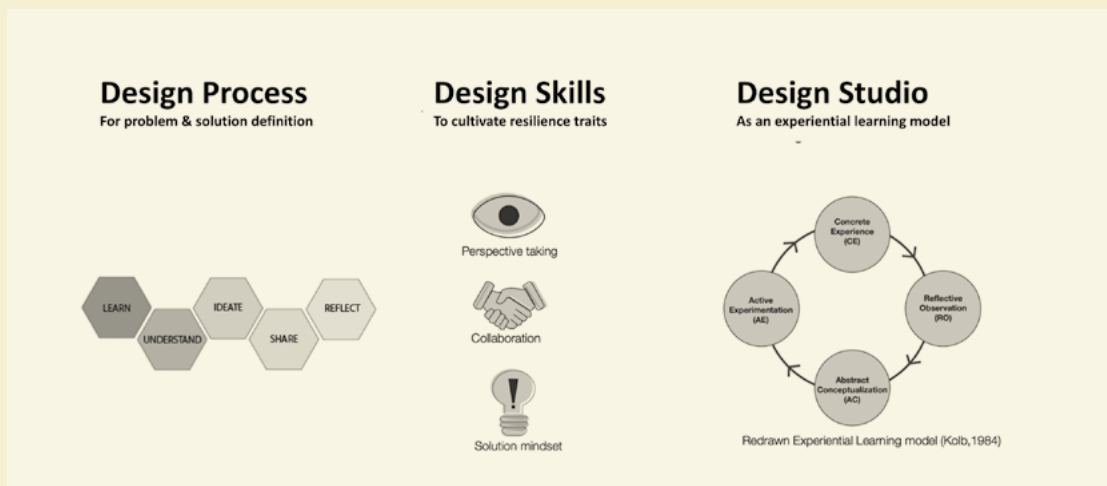 Design Process
For problem & solution definition
LEARN
UNDERSTAND
IDEATE
SHARE
REFLECT
Design Skills
To cultivate resilience traits
Perspective taking
Collaboration
!
Solution mindset
Design Studio
As an experiential learning model
Concrete
Experience
(CE)
Reflective
Observation
(RO)
Abstract
Conceptualization
(AC)
Active
Experimentation
(AE)
Redrawn Experiential Learning model (Kolb,1984)